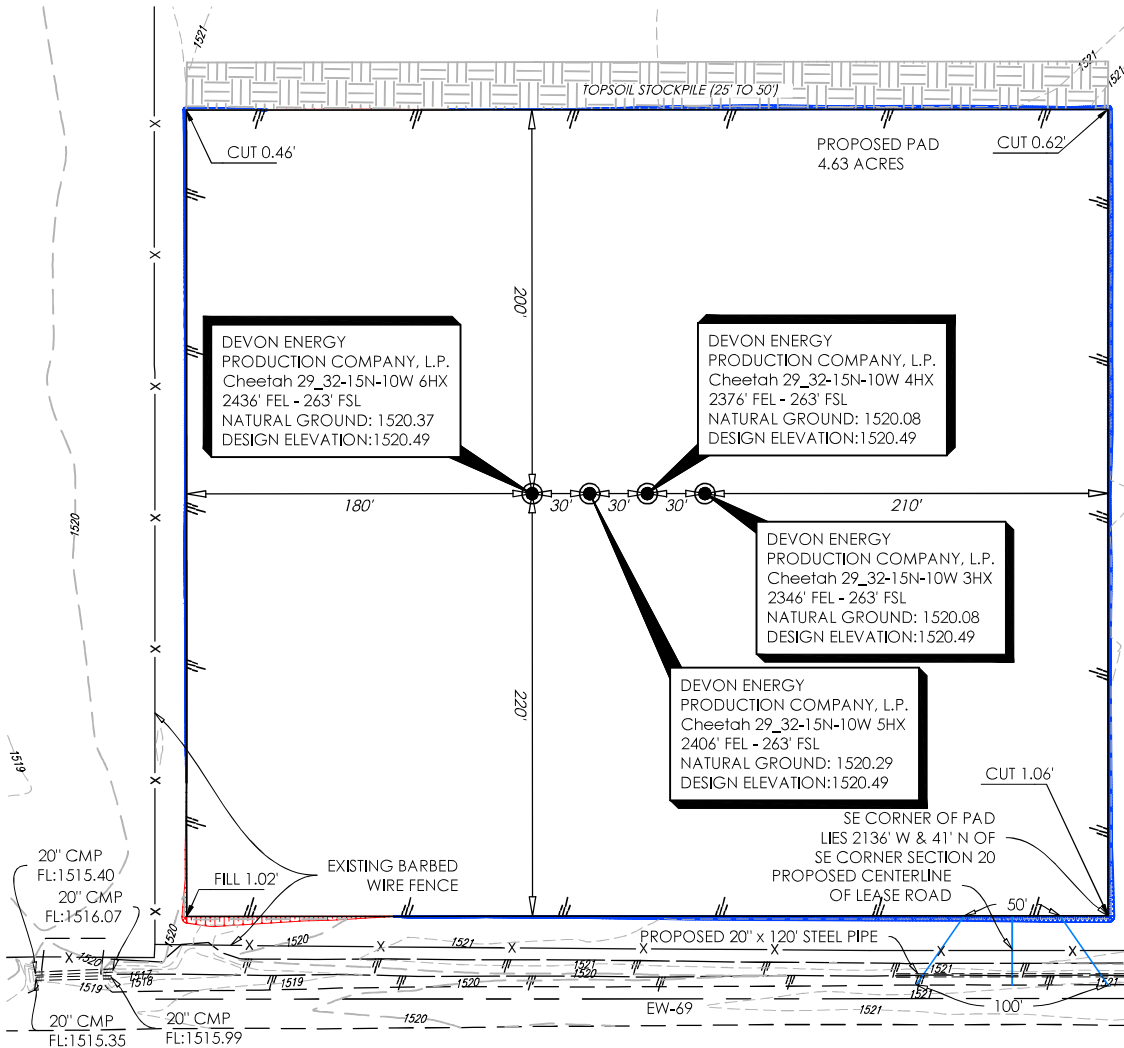 1521
1521
1521
TOPSOIL STOCKPILE (25' TO 50')
CUT 0.46'
PROPOSED PAD
4.63 ACRES
CUT 0.62'
200'
DEVON ENERGY
PRODUCTION COMPANY, L.P.
Cheetah 29_32-15N-10W 6HX
2436' FEL - 263' FSL
NATURAL GROUND: 1520.37
DESIGN ELEVATION:1520.49
DEVON ENERGY
PRODUCTION COMPANY, L.P.
Cheetah 29_32-15N-10W 4HX
2376' FEL - 263' FSL
NATURAL GROUND: 1520.08
DESIGN ELEVATION:1520.49
180'
30'
30'
30'
210'
1520
DEVON ENERGY
PRODUCTION COMPANY, L.P.
Cheetah 29_32-15N-10W 3HX
2346' FEL - 263' FSL
NATURAL GROUND: 1520.08
DESIGN ELEVATION:1520.49
DEVON ENERGY
PRODUCTION COMPANY, L.P.
Cheetah 29_32-15N-10W 5HX
2406' FEL - 263' FSL
NATURAL GROUND: 1520.29
DESIGN ELEVATION:1520.49
220'
1519
CUT 1.06'
SE CORNER OF PAD
LIES 2136' W & 41' N OF
SE CORNER SECTION 20
PROPOSED CENTERLINE
OF LEASE ROAD
20" CMP
FL:1515.40
20" CMP
FL:1516.07
FILL 1.02'
EXISTING BARBED
WIRE FENCE
50'
1520
1520
1521
PROPOSED 20" x 120' STEEL PIPE
1520
1517
1518
1519
1519
1520
1521
1520
1521
1521
1521
100'
EW-69
1520
1521
20" CMP
FL:1515.35
20" CMP
FL:1515.99